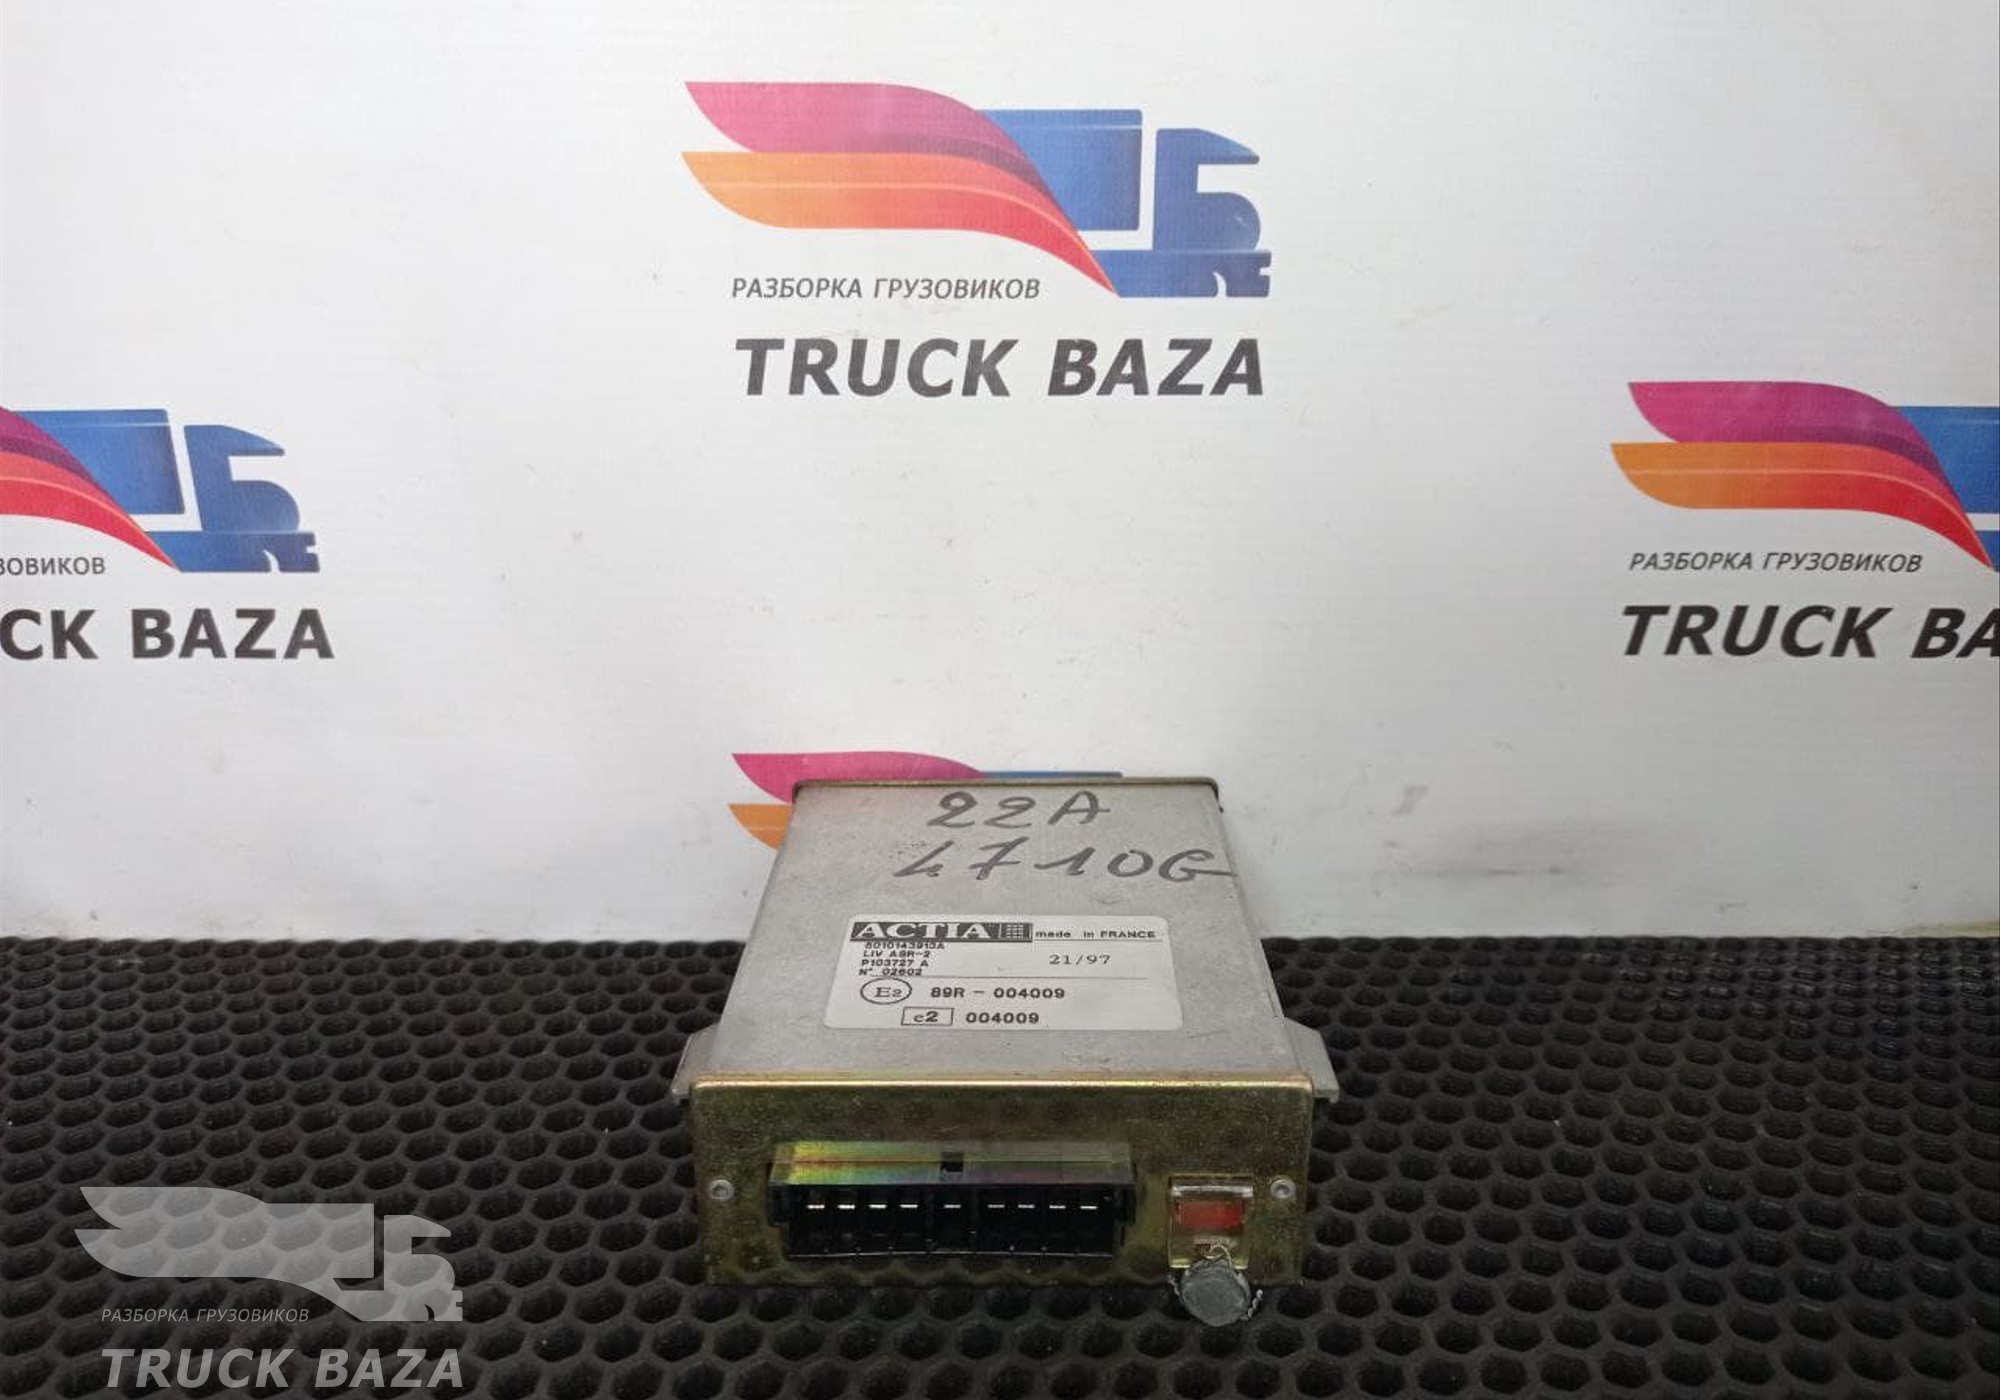 РАЗБОРКА ГРУЗОВИКОВ
TRUCK BAZA
ЗОВИКОВ
CK BAZA
РАЗБОРКА ГРУЗОВИКОВ
TRUCK BA
22A
4710G
ACTIA made in FRANCE
5010143913A
LIV ASR-2
P103727 A
21/97
N° 02602
E2 89R - 004009
e2 004009
РАЗБОРКА ГРУЗОВИКОВ
TRUCK BAZA